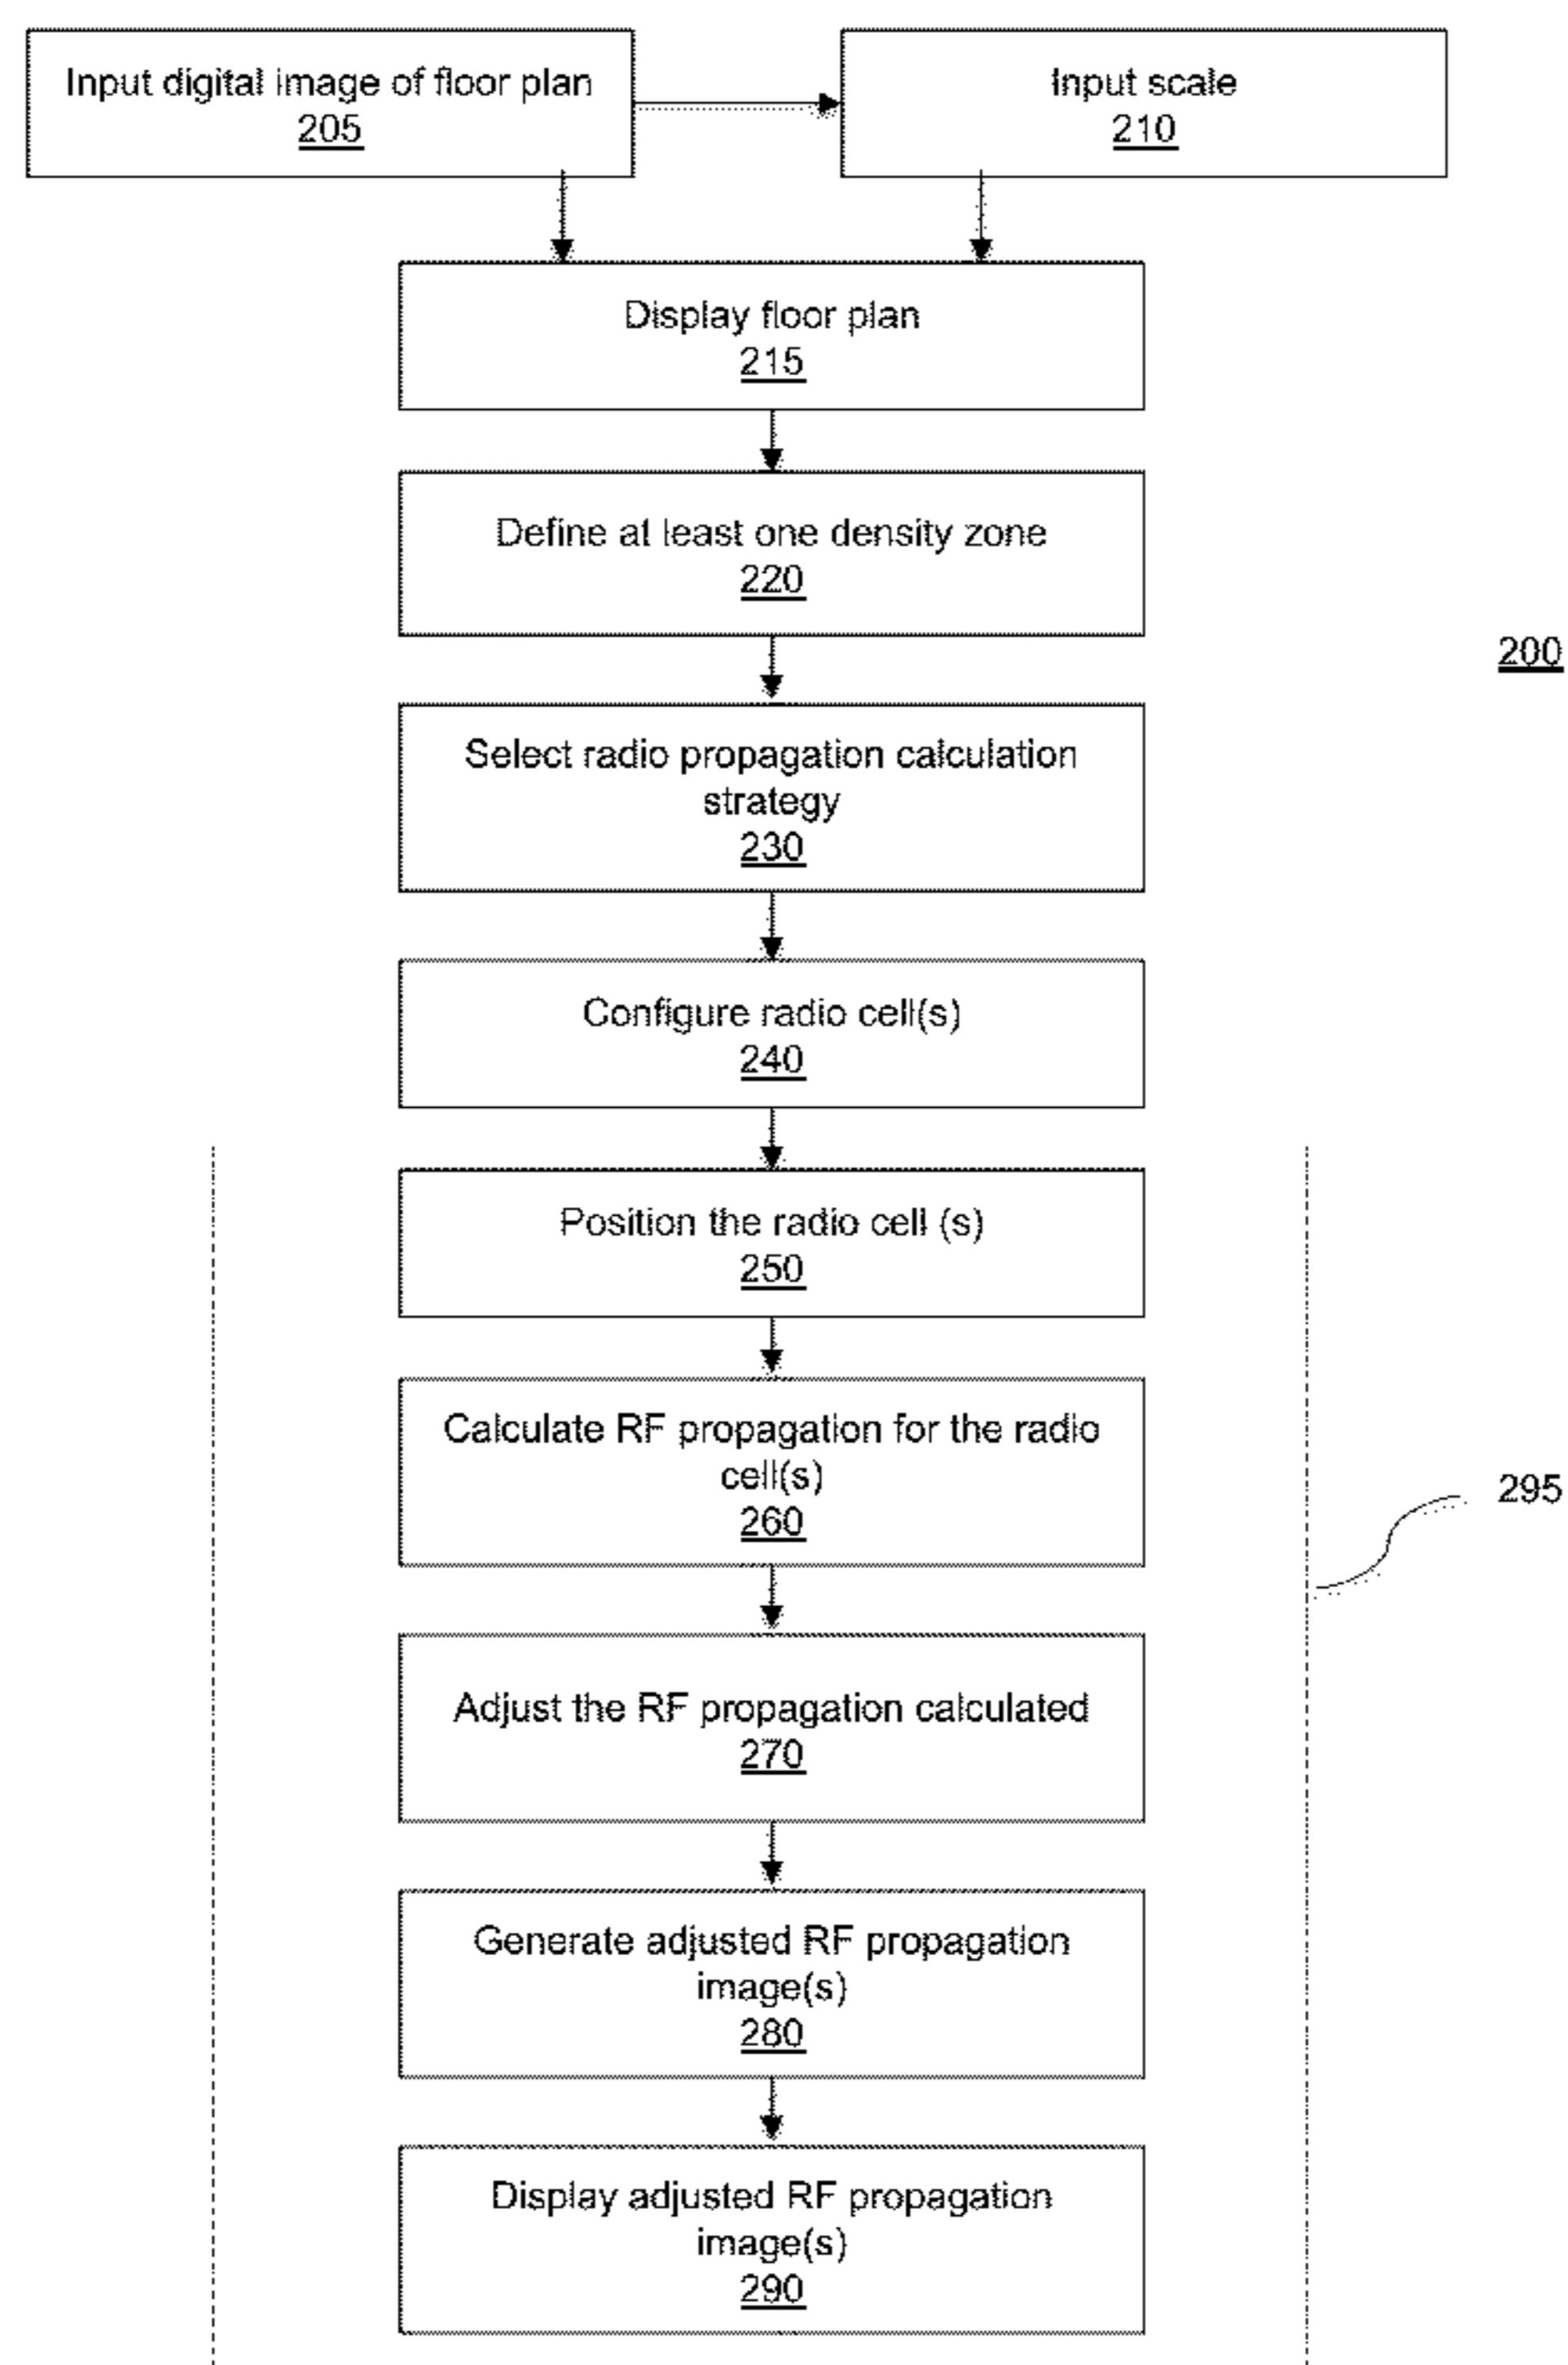 Input digital image of floor plan
205
Input scale
210
Display floor plan
215
Define at least one density zone
220
200
Select radio propagation calculation
strategy
230
Configure radio cell(s)
240
Position the radio cell (s)
250
Calculate RF propagation for the radio
cell(s)
260
295
Adjust the RF propagation calculated
270
Generate adjusted RF propagation
image(s)
280
Display adjusted RF propagation
image(s)
290